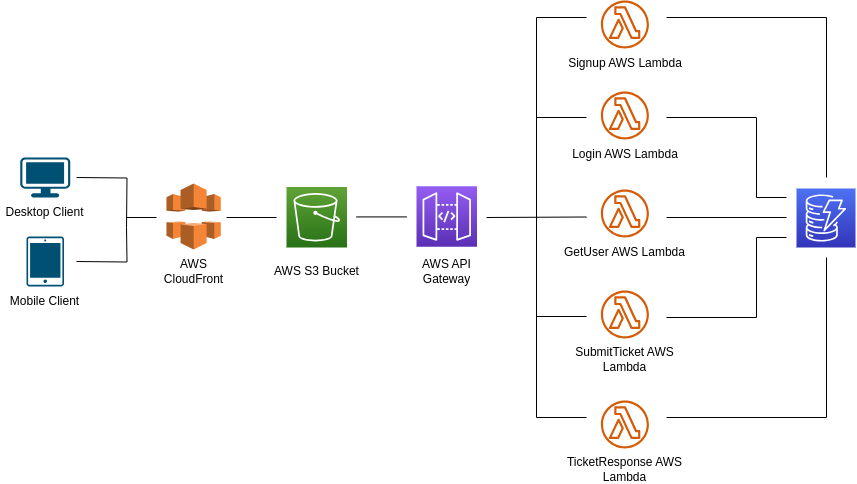 Signup AWS Lambda
Login AWS Lambda
Desktop Client
GetUser AWS Lambda
AWS
CloudFront
AWS S3 Bucket
AWS API
Gateway
Mobile Client
SubmitTicket AWS
Lambda
TicketResponse AWS
Lambda